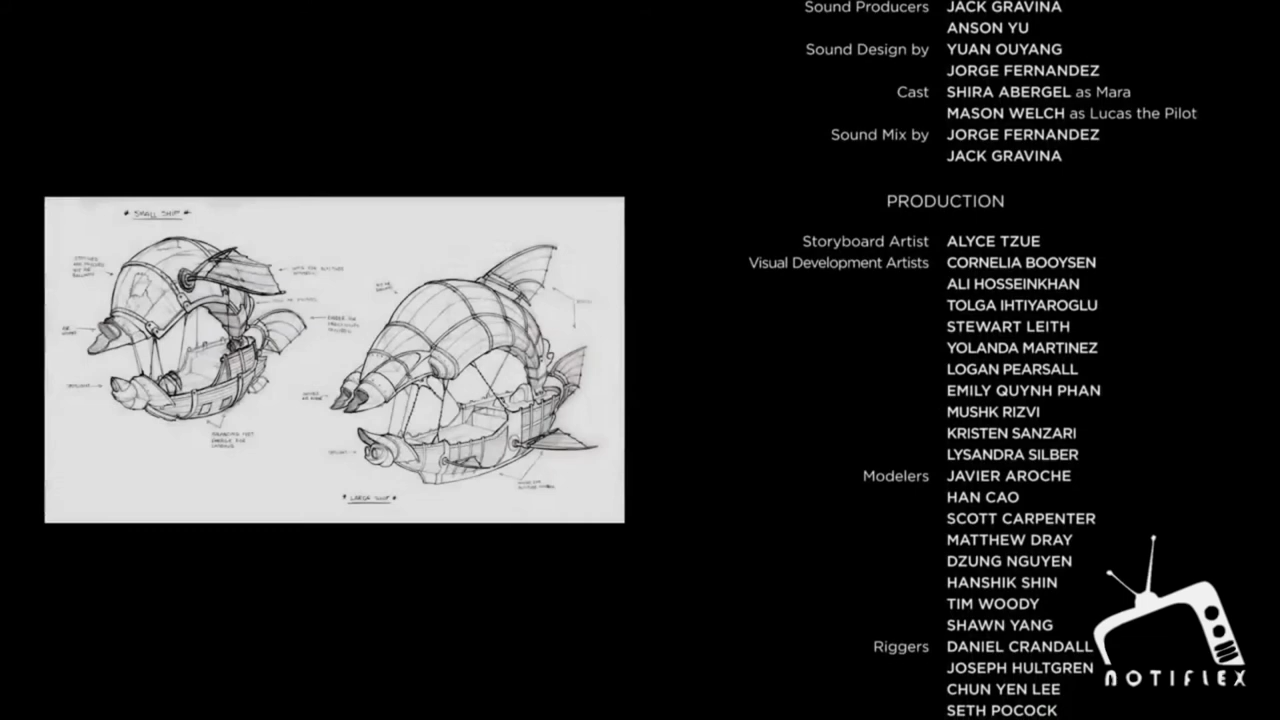 Sound Producers JACK GRAVINA
ANSON YU
Sound Design by YUAN OUYANG
JORGE FERNANDEZ
Cast SHIRA ABERGEL as Mara
MASON WELCH as Lucas the Pilot
Sound Mix by JORGE FERNANDEZ
JACK GRAVINA
PRODUCTION
Storyboard Artist ALYCE TZUE
Visual Development Artists CORNELIA BOOYSEN
ALI HOSSEINKHAN
TOLGA IHTIYAROGLU
STEWART LEITH
YOLANDA MARTINEZ
LOGAN PEARSALL
EMILY QUYNH PHAN
MUSHK RIZVI
KRISTEN SANZARI
LYSANDRA SILBER
Modelers JAVIER AROCHE
HAN CAO
SCOTT CARPENTER
MATTHEW DRAY
DZUNG NGUYEN
HANSHIK SHIN
TIM WOODY
SHAWN YANG
Riggers DANIEL CRANDALL
JOSEPH HULTGREN
CHUN YEN LEE
SETH POCOCK
* SMALL SHIP *
* LARGE SHIP *
NOTIFLEX